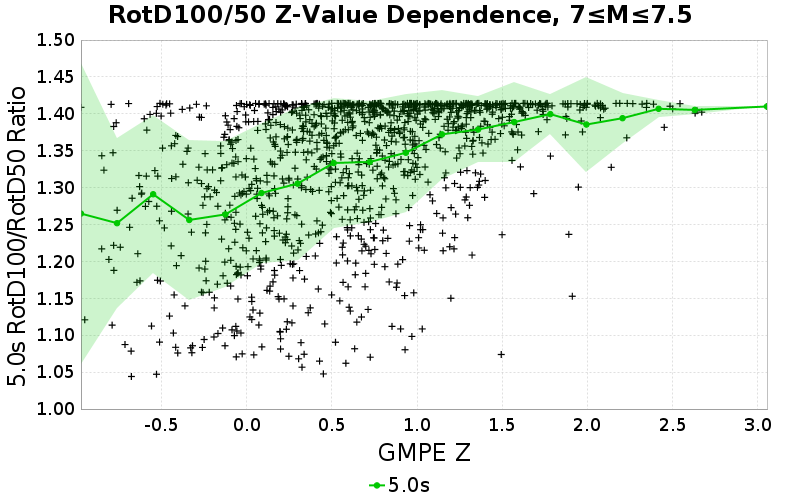 RotD100/50 Z-Value Dependence, 7≤M≤7.5
5.0s RotD100/RotD50 Ratio
1.50
1.45
1.40
1.35
1.30
1.25
1.20
1.15
1.10
1.05
1.00
-0.5 0.0 0.5 1.0 1.5 2.0 2.5 3.0
GMPE Z
5.0s